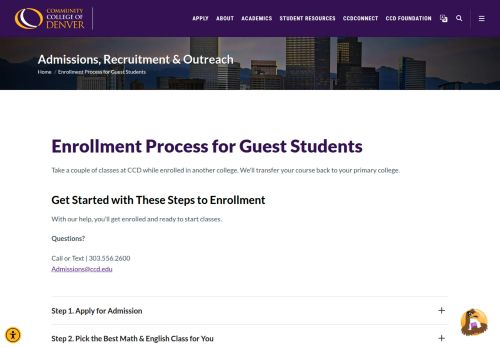 COMMUNITY
COLLEGE OF
DENVER
APPLY ABOUT ACADEMICS STUDENT RESOURCES CCDCONNECT CCD FOUNDATION
Admissions, Recruitment & Outreach
Home / Enrollment Process for Guest Students
Enrollment Process for Guest Students
Take a couple of classes at CCD while enrolled in another college. We'll transfer your course back to your primary college.
Get Started with These Steps to Enrollment
With our help, you'll get enrolled and ready to start classes.
Questions?
Call or Text | 303.556.2600
Admissions@ccd.edu
Step 1. Apply for Admission
Step 2. Pick the Best Math & English Class for You